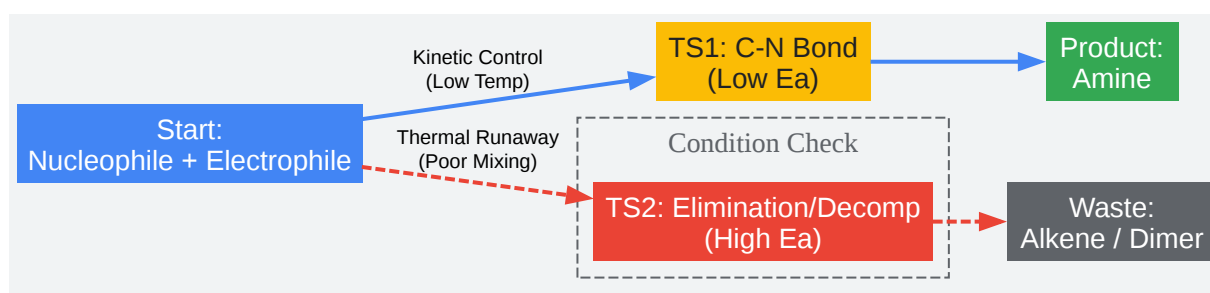 Start:
Nucleophile + Electrophile
Kinetic Control
(Low Temp)
Thermal Runaway
(Poor Mixing)
TS1: C-N Bond
(Low Ea)
Product:
Amine
Condition Check
TS2: Elimination/Decomp
(High Ea)
Waste:
Alkene / Dimer